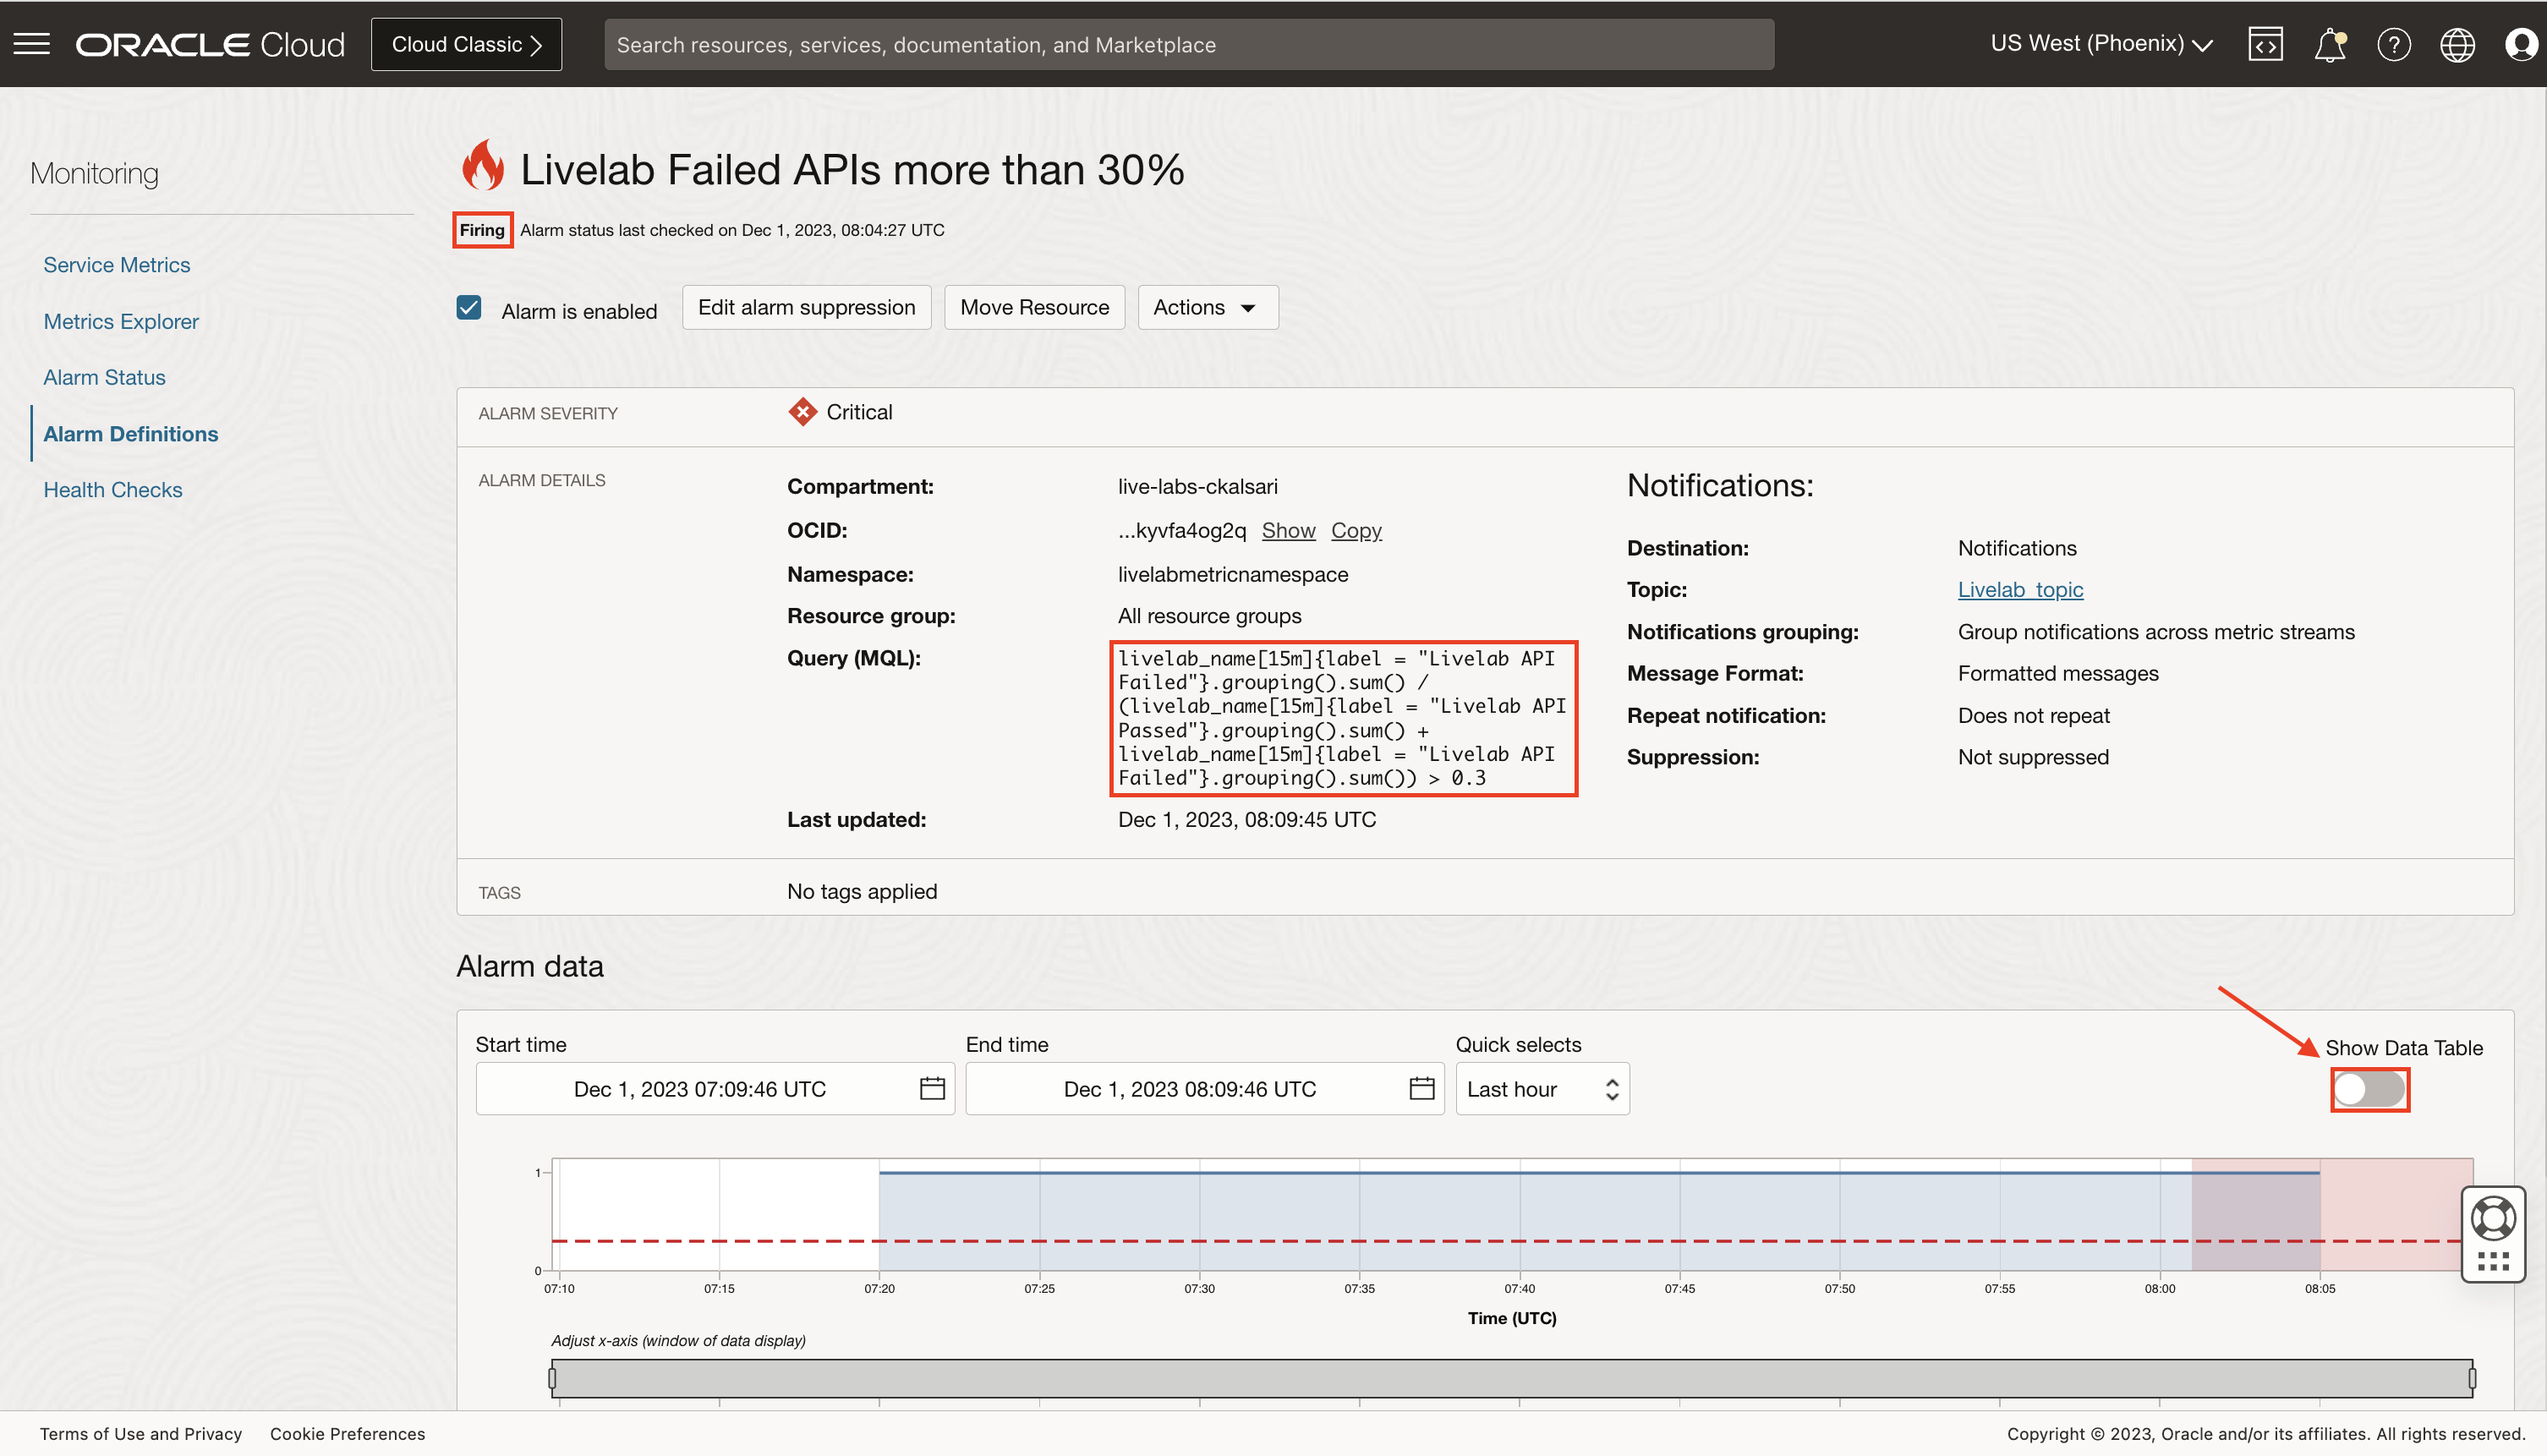 ORACLE Cloud
Cloud Classic
Search resources, services, documentation, and Marketplace
US West (Phoenix)
Monitoring
Service Metrics
Metrics Explorer
Alarm Status
Alarm Definitions
Health Checks
Livelab Failed APIs more than 30%
Firing Alarm status last checked on Dec 1, 2023, 08:04:27 UTC
Alarm is enabled
Edit alarm suppression
Move Resource
Actions
ALARM SEVERITY
Critical
ALARM DETAILS
Compartment: live-labs-ckalsari
OCID: ...kyvfa4og2q Show Copy
Namespace: livelabmetricnamespace
Resource group: All resource groups
Query (MQL): livelab_name[15m]{label = "Livelab API
Failed"}.grouping().sum() /
(livelab_name[15m]{label = "Livelab API
Passed"}.grouping().sum() +
livelab_name[15m]{label = "Livelab API
Failed"}.grouping().sum()) > 0.3
Last updated: Dec 1, 2023, 08:09:45 UTC
Notifications:
Destination: Notifications
Topic: Livelab_topic
Notifications grouping: Group notifications across metric streams
Message Format: Formatted messages
Repeat notification: Does not repeat
Suppression: Not suppressed
TAGS
No tags applied
Alarm data
Start time
Dec 1, 2023 07:09:46 UTC
End time
Dec 1, 2023 08:09:46 UTC
Quick selects
Last hour
Show Data Table
1
0
07:10 07:15 07:20 07:25 07:30 07:35 07:40 07:45 07:50 07:55 08:00 08:05
Time (UTC)
Adjust x-axis (window of data display)
Terms of Use and Privacy Cookie Preferences
Copyright © 2023, Oracle and/or its affiliates. All rights reserved.